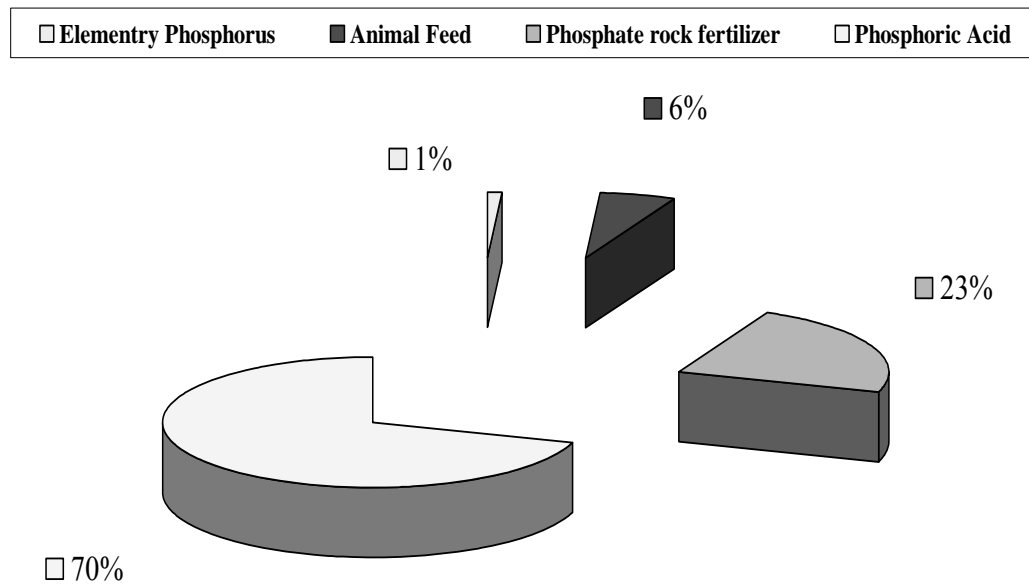 Elementry Phosphorus Animal Feed Phosphate rock fertilizer Phosphoric Acid
6%
1%
23%
70%